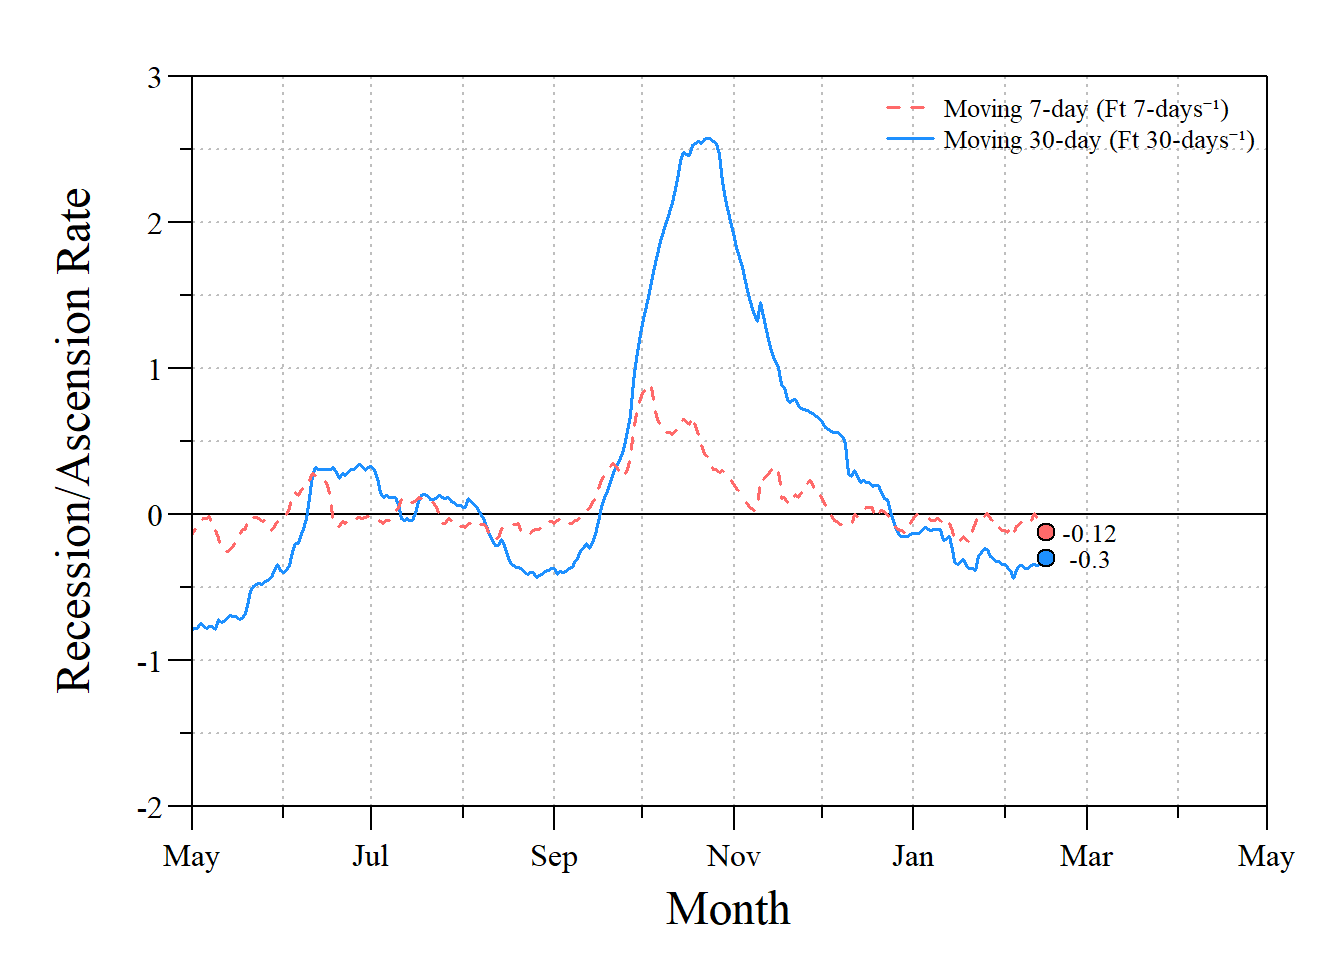 3
Moving 7-day (Ft 7-days⁻¹)
Moving 30-day (Ft 30-days⁻¹)
2
1
0
-1
-2
Recession/Ascension Rate
-0.12
-0.3
May Jul Sep Nov Jan Mar May
Month